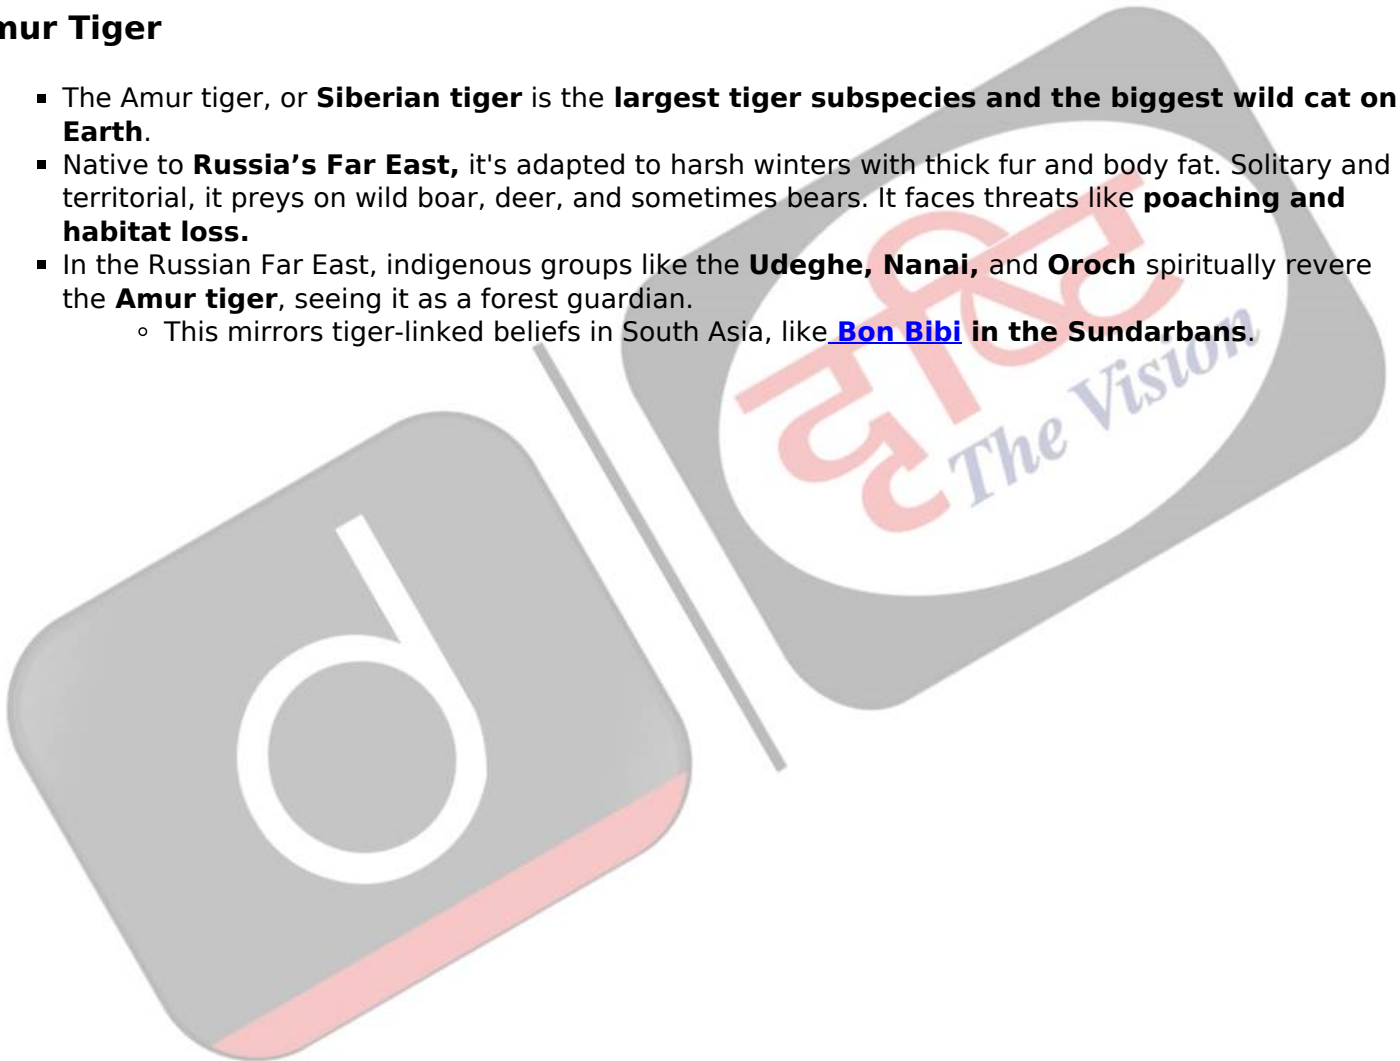 mur Tiger
▪ The Amur tiger, or Siberian tiger is the largest tiger subspecies and the biggest wild cat on
Earth.
▪ Native to Russia’s Far East, it's adapted to harsh winters with thick fur and body fat. Solitary and
territorial, it preys on wild boar, deer, and sometimes bears. It faces threats like poaching and
habitat loss.
▪ In the Russian Far East, indigenous groups like the Udeghe, Nanai, and Oroch spiritually revere
the Amur tiger, seeing it as a forest guardian.
◦ This mirrors tiger-linked beliefs in South Asia, like Bon Bibi in the Sundarbans.
दृष्टि
The Vision
d